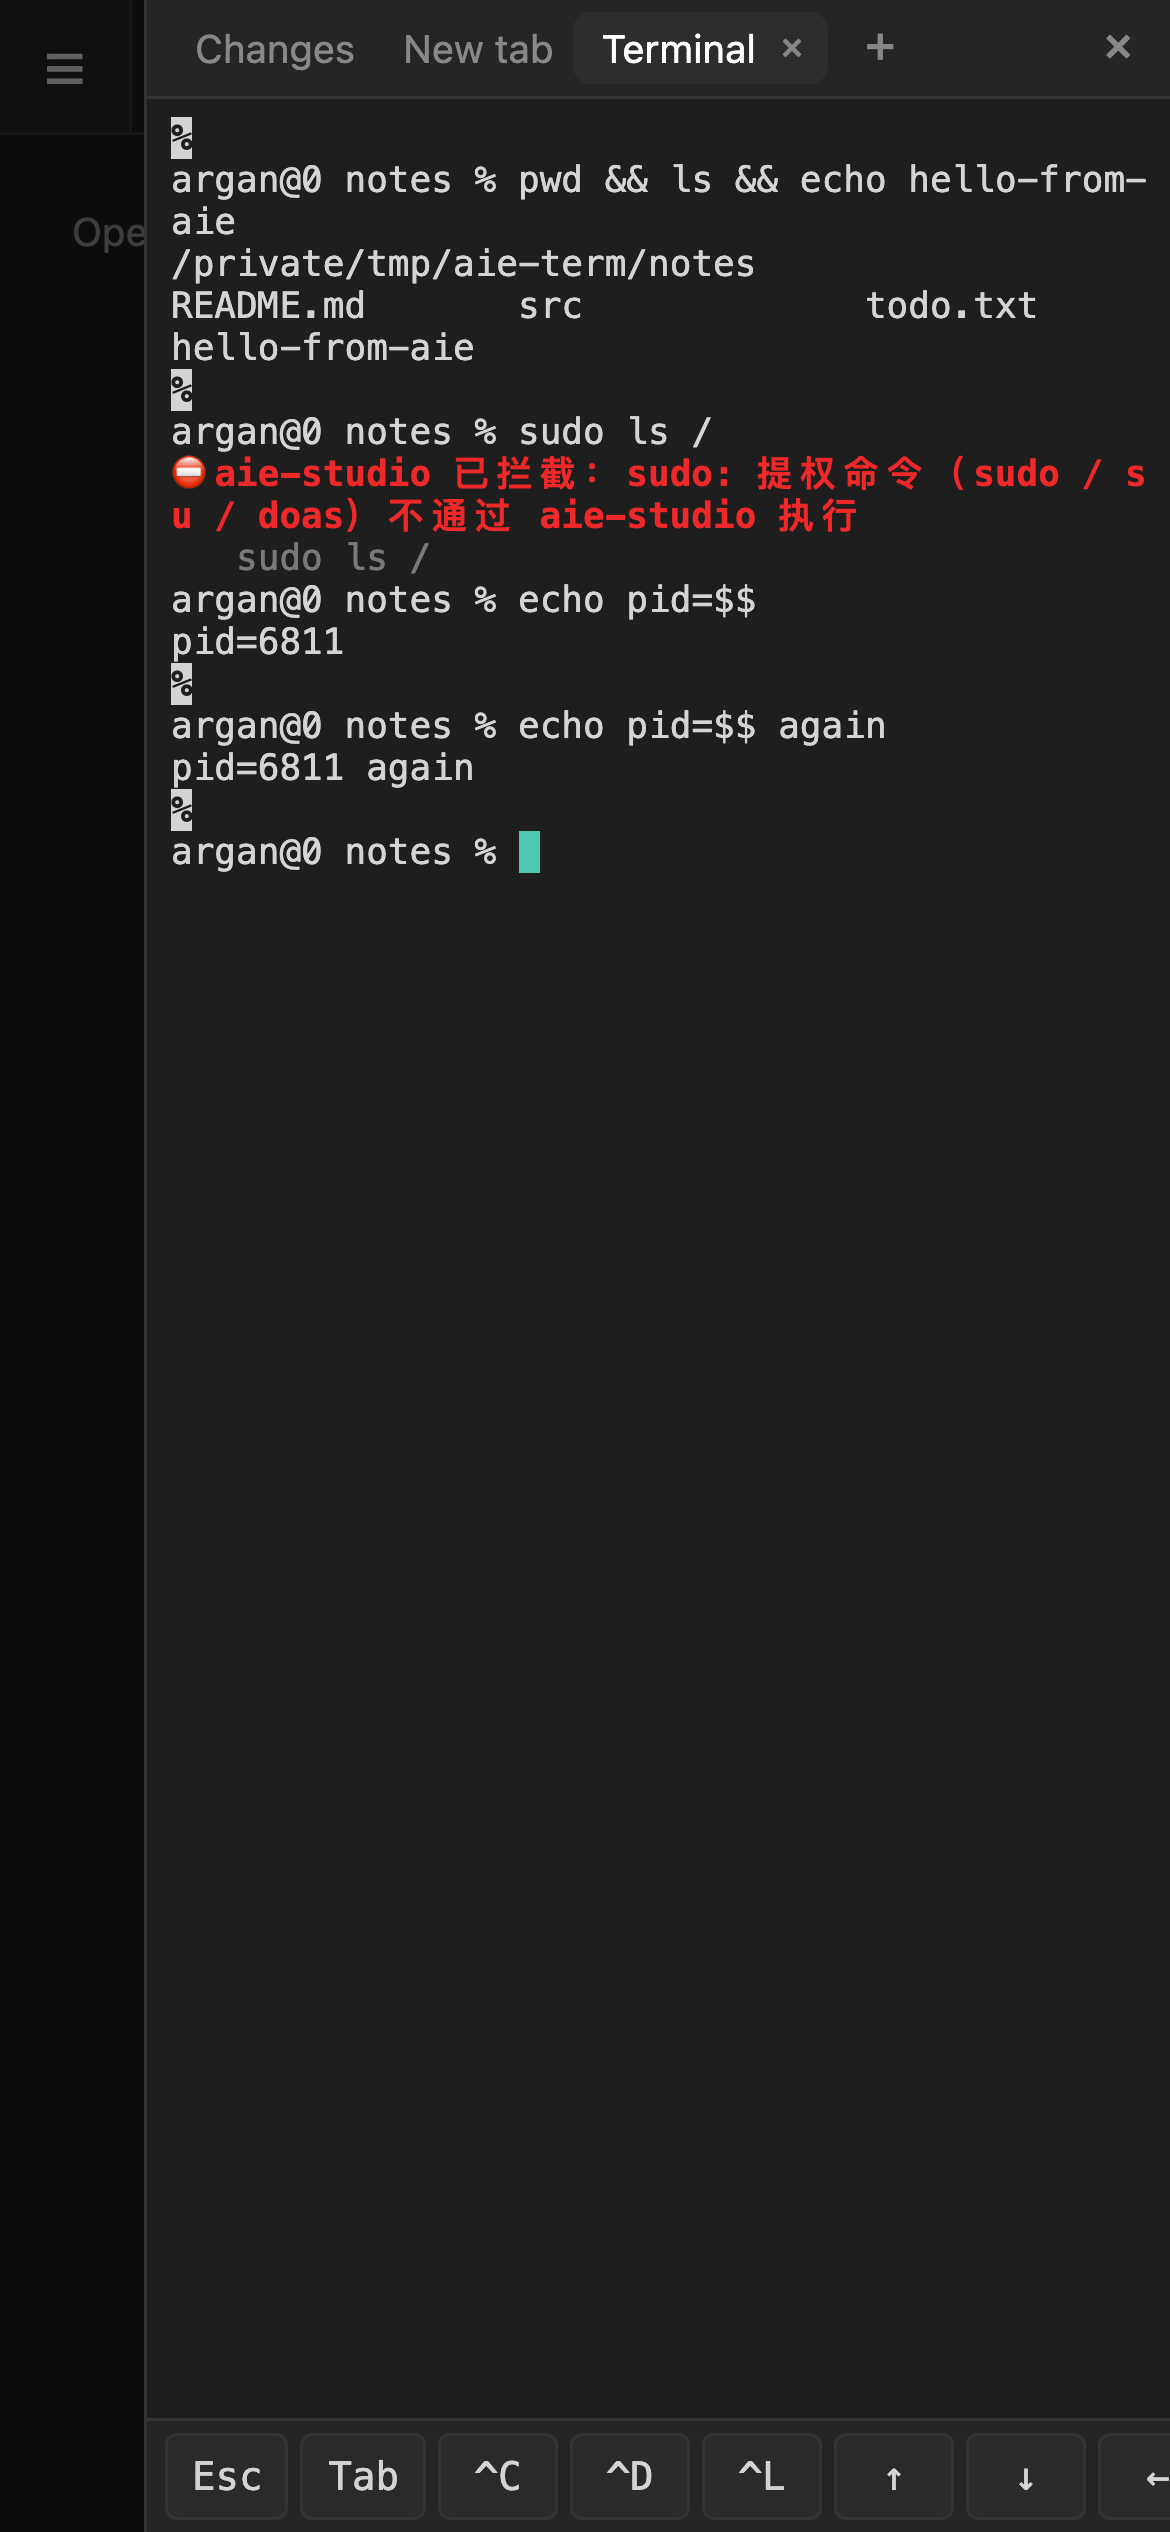 Changes New tab Terminal × + ×
Ope
%
argan@0 notes % pwd && ls && echo hello-from-
aie
/private/tmp/aie-term/notes
README.md src todo.txt
hello-from-aie
%
argan@0 notes % sudo ls /
⛔aie-studio 已拦截：sudo: 提权命令 (sudo / s
u / doas) 不通过 aie-studio 执行
sudo ls /
argan@0 notes % echo pid=$$
pid=6811
%
argan@0 notes % echo pid=$$ again
pid=6811 again
%
argan@0 notes %
Esc Tab ^C ^D ^L ↑ ↓ ←